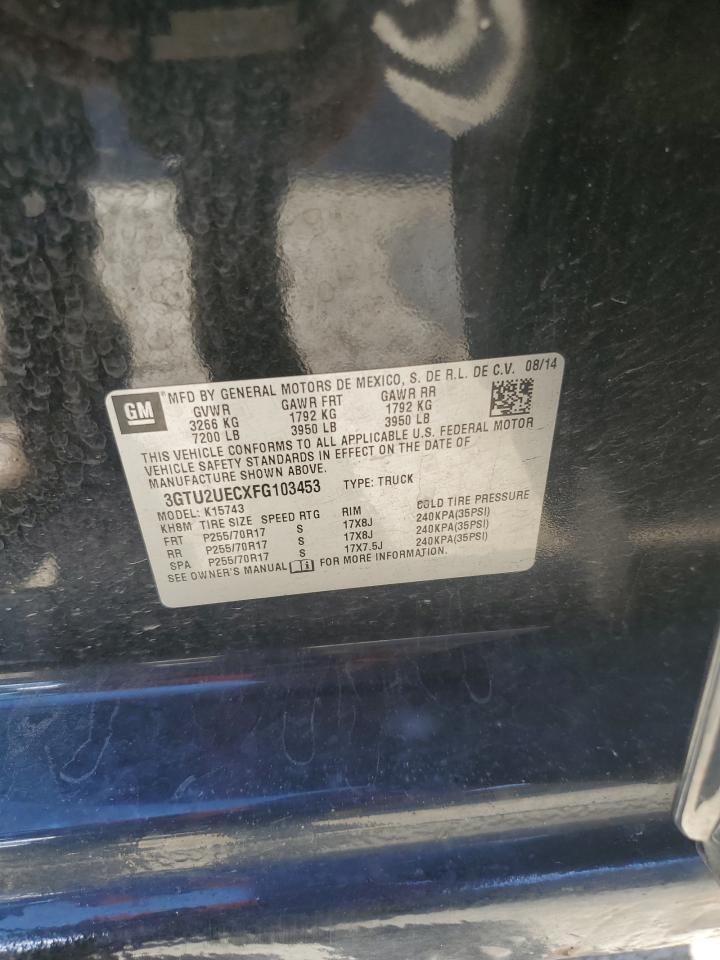 GM
MFD BY GENERAL MOTORS DE MEXICO, S. DE R.L. DE C.V. 08/14
GVWR GAWR FRT GAWR RR
3266 KG 1792 KG 1792 KG
7200 LB 3950 LB 3950 LB
THIS VEHICLE CONFORMS TO ALL APPLICABLE U.S. FEDERAL MOTOR
VEHICLE SAFETY STANDARDS IN EFFECT ON THE DATE OF
MANUFACTURE SHOWN ABOVE.
3GTU2UECXFG103453 TYPE: TRUCK
MODEL: K15743
KH8M TIRE SIZE SPEED RTG RIM COLD TIRE PRESSURE
FRT P255/70R17 S 17X8J 240KPA(35PSI)
RR P255/70R17 S 17X8J 240KPA(35PSI)
SPA P255/70R17 S 17X7.5J 240KPA(35PSI)
SEE OWNER'S MANUAL FOR MORE INFORMATION.